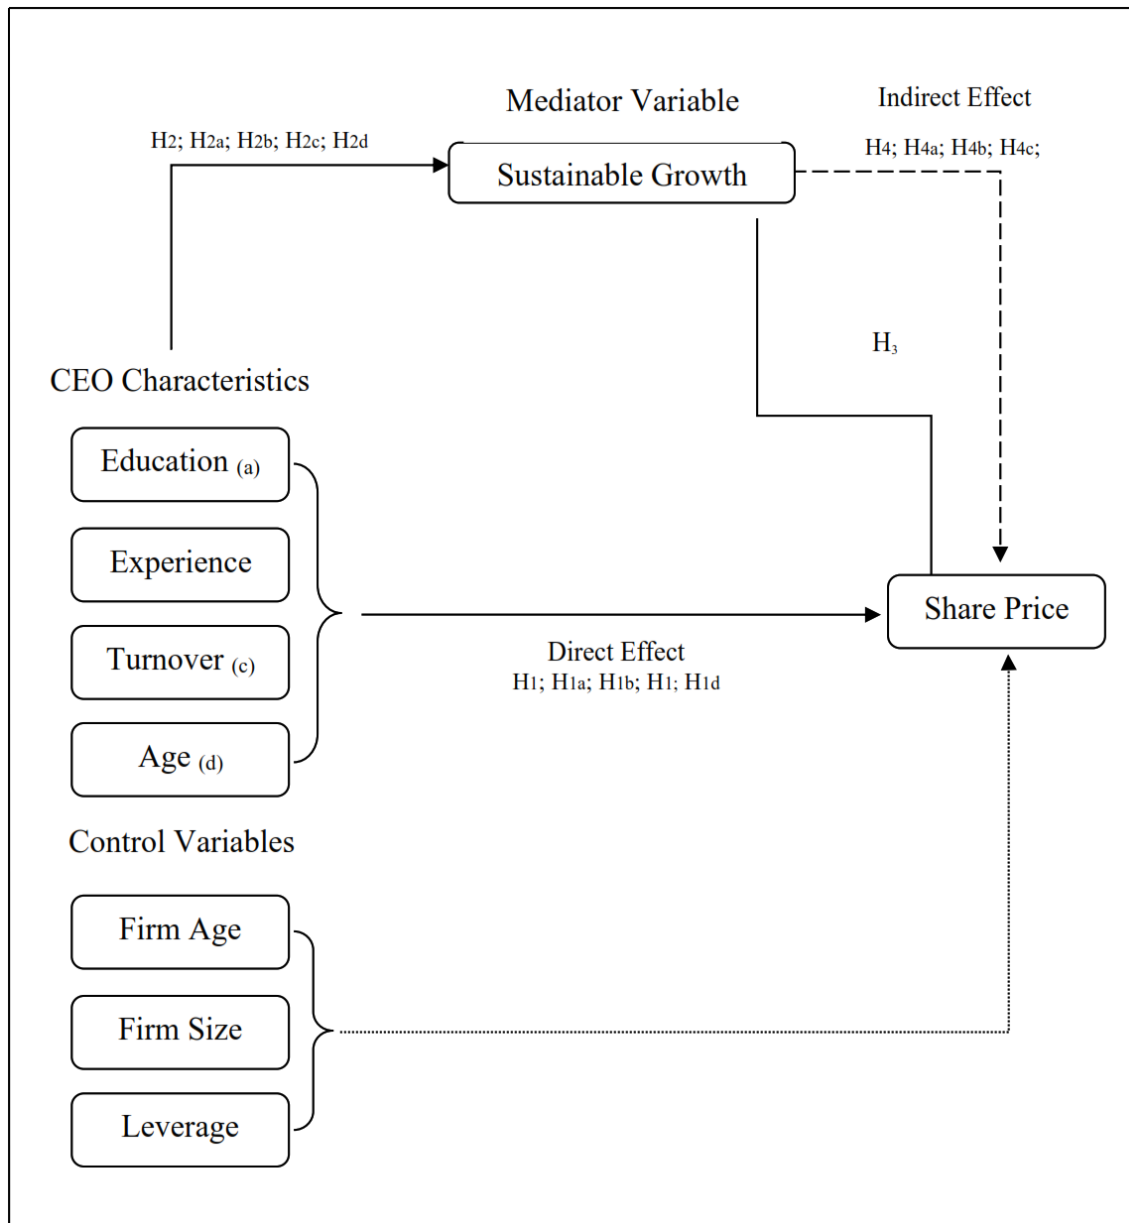 Mediator Variable
Indirect Effect
H2; H2a; H2b; H2c; H2d
H4; H4a; H4b; H4c;
Sustainable Growth
H3
CEO Characteristics
Education (a)
Experience
Turnover (c)
Age (d)
Share Price
Direct Effect
H1; H1a; H1b; H1; H1d
Control Variables
Firm Age
Firm Size
Leverage